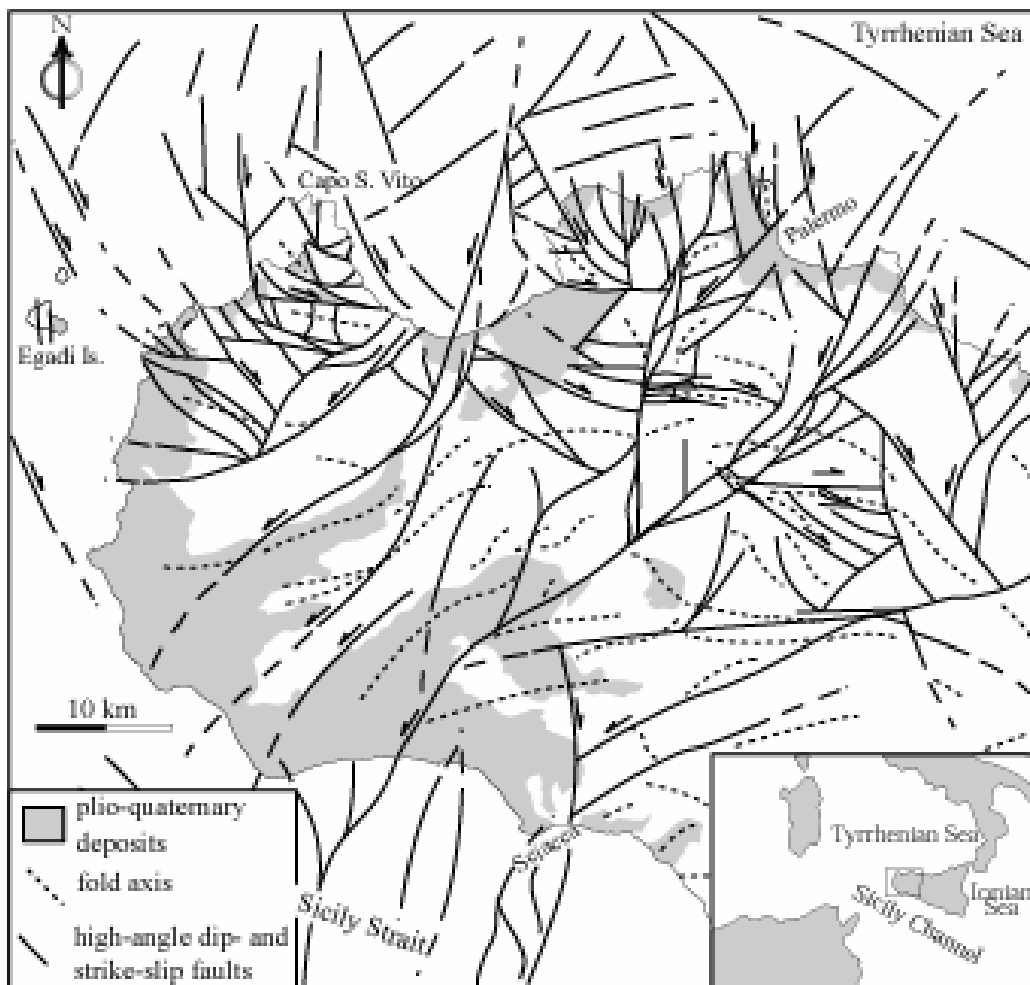 N
Tyrrhenian Sea
Capo S. Vito
Palermo
Egadi Is.
10 km
plio-quaternary
deposits
fold axis
high-angle dip- and
strike-slip faults
Sciacca
Sicily Strait
Tyrrhenian Sea
Ionian
Sea
Sicily Channel